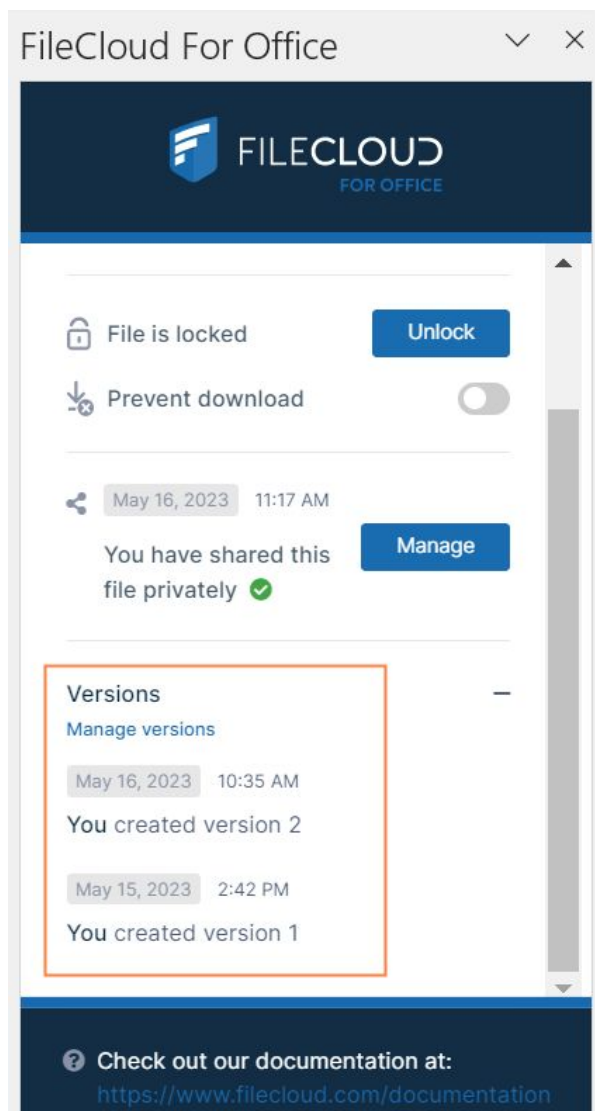 FileCloud For Office
FILECLOUD
FOR OFFICE
File is locked
Unlock
Prevent download
May 16, 2023 11:17 AM
You have shared this
file privately
Manage
Versions
Manage versions
May 16, 2023 10:35 AM
You created version 2
May 15, 2023 2:42 PM
You created version 1
Check out our documentation at:
https://www.filecloud.com/documentation